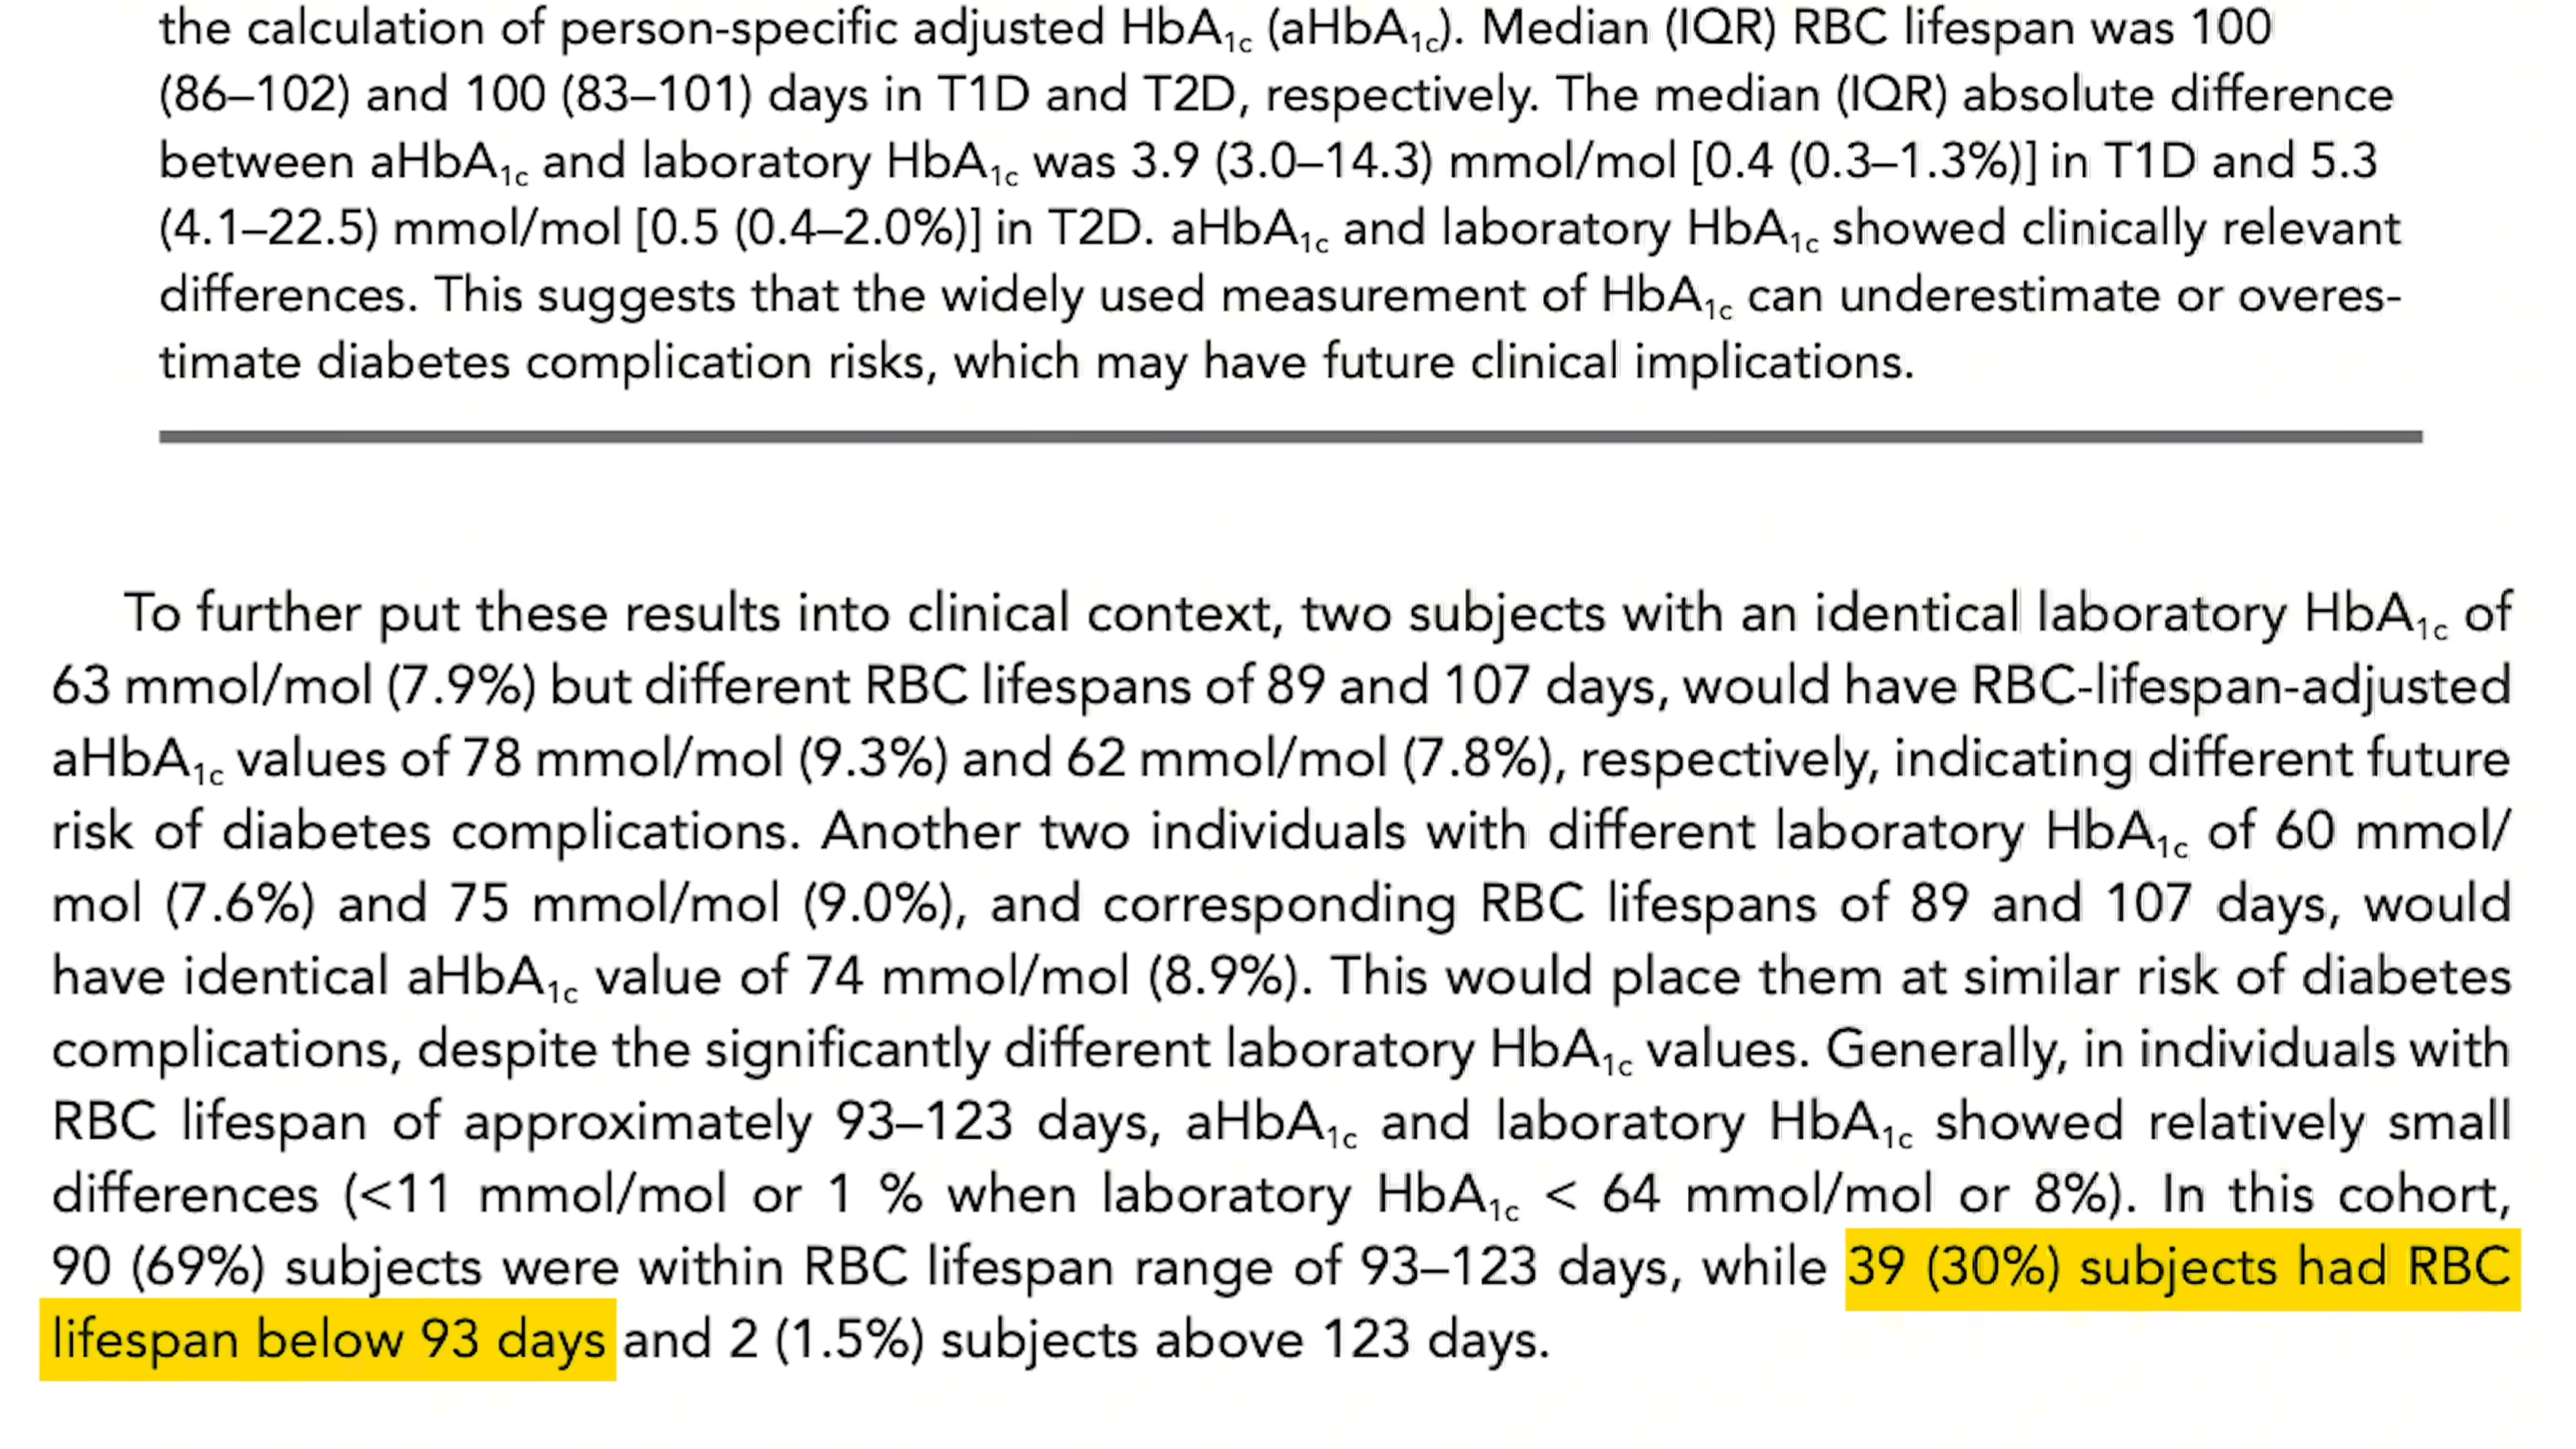 the calculation of person-specific adjusted HbA1c (aHbA1c). Median (IQR) RBC lifespan was 100
(86–102) and 100 (83–101) days in T1D and T2D, respectively. The median (IQR) absolute difference
between aHbA1c and laboratory HbA1c was 3.9 (3.0–14.3) mmol/mol [0.4 (0.3–1.3%)] in T1D and 5.3
(4.1–22.5) mmol/mol [0.5 (0.4–2.0%)] in T2D. aHbA1c and laboratory HbA1c showed clinically relevant
differences. This suggests that the widely used measurement of HbA1c can underestimate or overes-
timate diabetes complication risks, which may have future clinical implications.
To further put these results into clinical context, two subjects with an identical laboratory HbA1c of
63 mmol/mol (7.9%) but different RBC lifespans of 89 and 107 days, would have RBC-lifespan-adjusted
aHbA1c values of 78 mmol/mol (9.3%) and 62 mmol/mol (7.8%), respectively, indicating different future
risk of diabetes complications. Another two individuals with different laboratory HbA1c of 60 mmol/
mol (7.6%) and 75 mmol/mol (9.0%), and corresponding RBC lifespans of 89 and 107 days, would
have identical aHbA1c value of 74 mmol/mol (8.9%). This would place them at similar risk of diabetes
complications, despite the significantly different laboratory HbA1c values. Generally, in individuals with
RBC lifespan of approximately 93–123 days, aHbA1c and laboratory HbA1c showed relatively small
differences (<11 mmol/mol or 1 % when laboratory HbA1c < 64 mmol/mol or 8%). In this cohort,
90 (69%) subjects were within RBC lifespan range of 93–123 days, while 39 (30%) subjects had RBC
lifespan below 93 days and 2 (1.5%) subjects above 123 days.